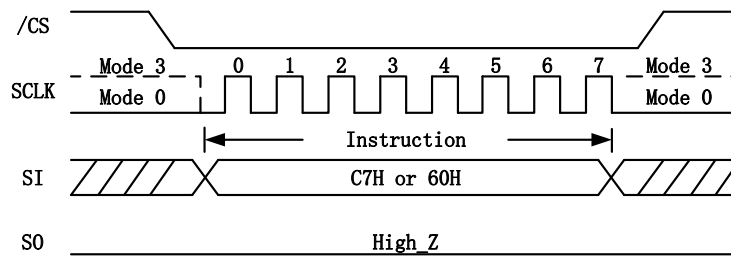 /CS
Mode 3 0 1 2 3 4 5 6 7 Mode 3
SCLK
Mode 0 Mode 0
Instruction
SI C7H or 60H
SO High_Z